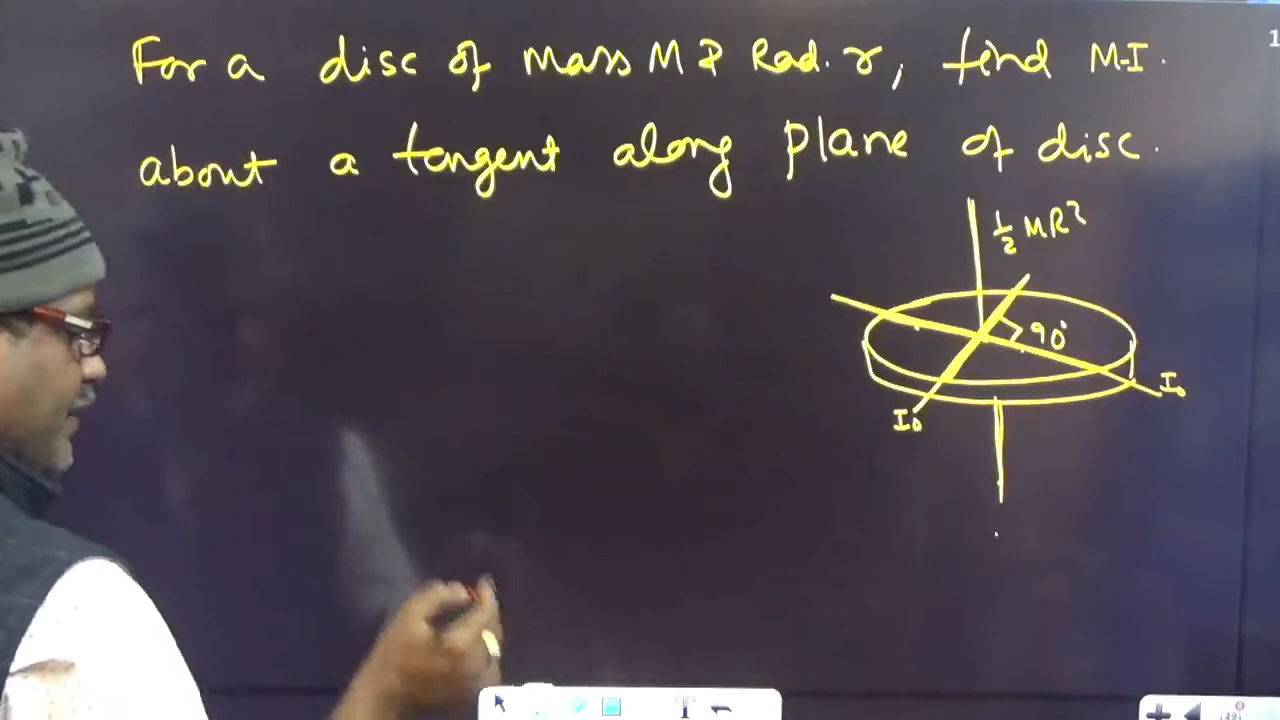 For a disc of mass M & Rad. r, find M.I.
about a tangent along plane of disc.
1/2 MR²
90°
I₀
I₀
T